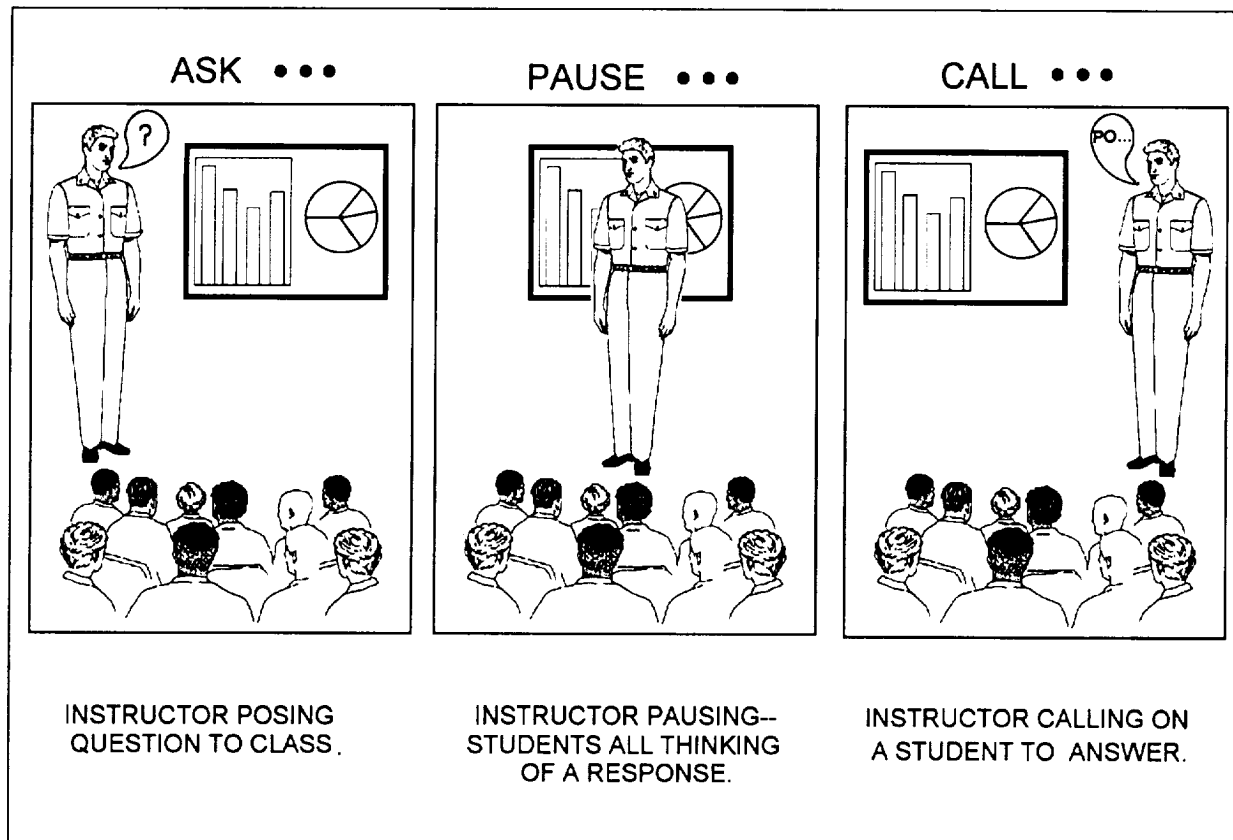 ASK •••
PAUSE •••
CALL •••
?
PO...
INSTRUCTOR POSING
QUESTION TO CLASS.
INSTRUCTOR PAUSING--
STUDENTS ALL THINKING
OF A RESPONSE.
INSTRUCTOR CALLING ON
A STUDENT TO ANSWER.